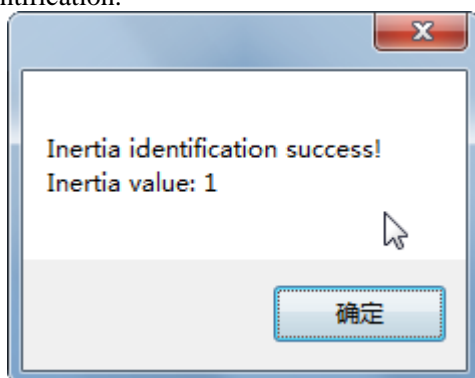 Inertia identification success!
Inertia value: 1
确定